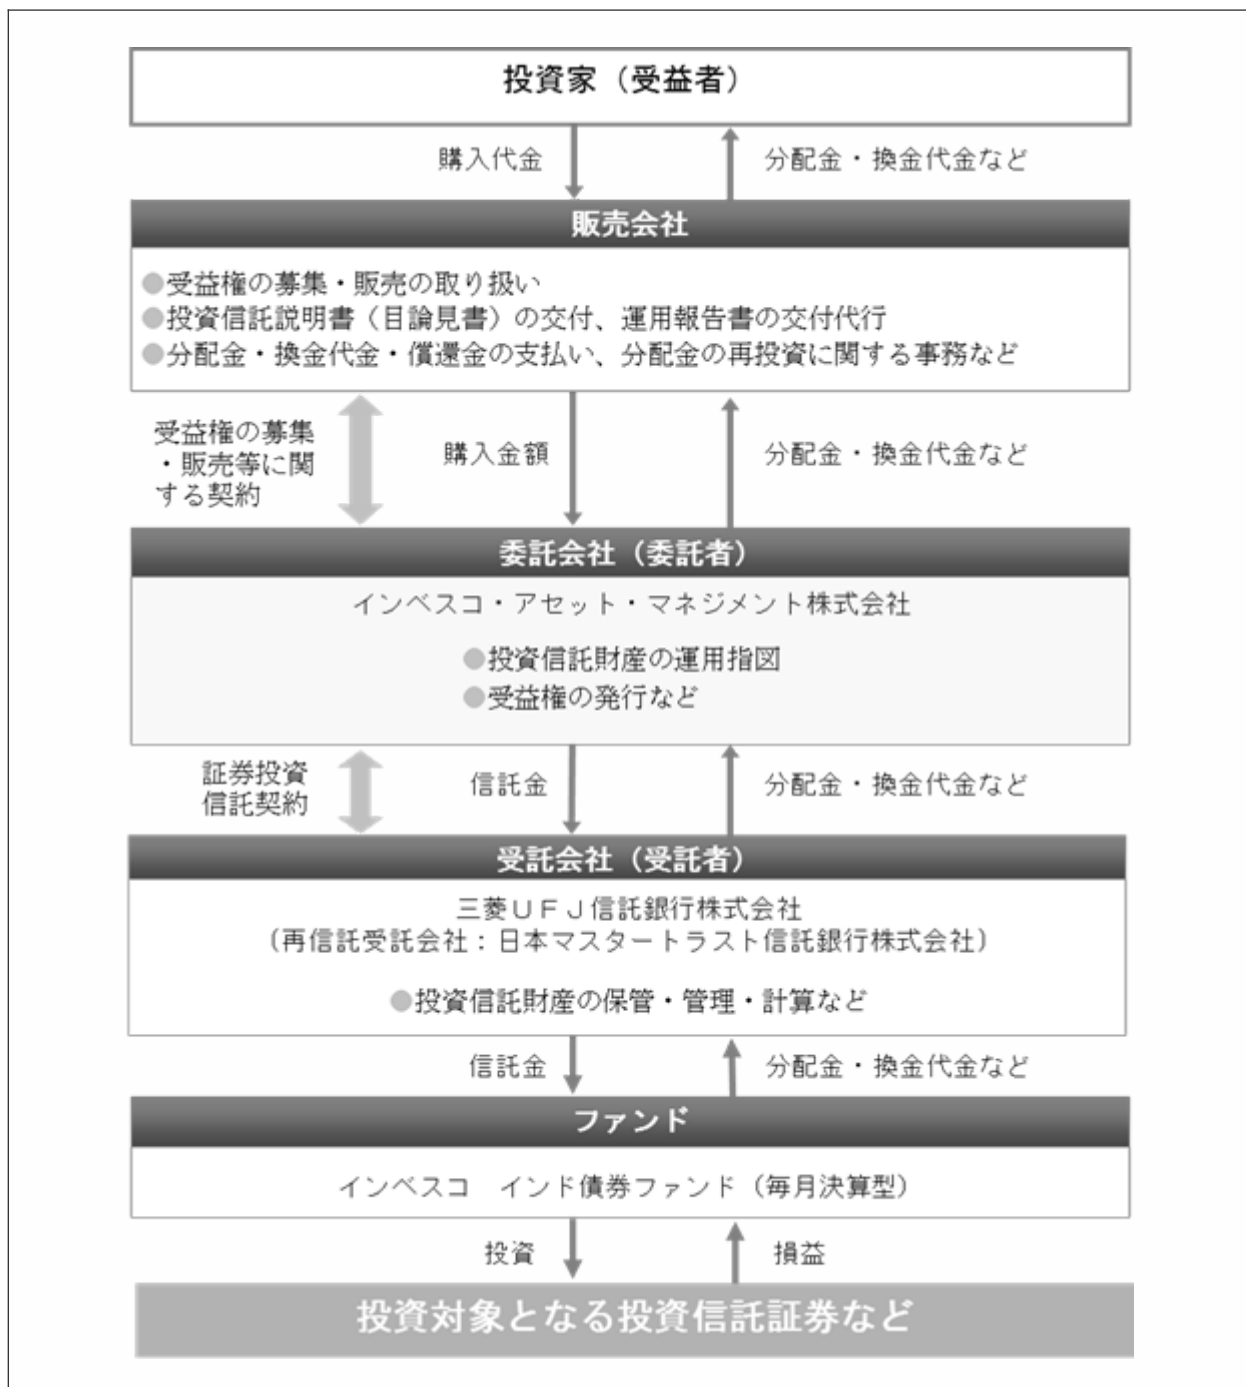 投資家（受益者）
購入代金
分配金・換金代金など
販売会社
●受益権の募集・販売の取り扱い
●投資信託説明書（目論見書）の交付、運用報告書の交付代行
●分配金・換金代金・償還金の支払い、分配金の再投資に関する事務など
受益権の募集
・販売等に関
する契約
購入金額
分配金・換金代金など
委託会社（委託者）
インベスコ・アセット・マネジメント株式会社
●投資信託財産の運用指図
●受益権の発行など
証券投資
信託契約
信託金
分配金・換金代金など
受託会社（受託者）
三菱ＵＦＪ信託銀行株式会社
（再信託受託会社：日本マスタートラスト信託銀行株式会社）
●投資信託財産の保管・管理・計算など
信託金
分配金・換金代金など
ファンド
インベスコ　インド債券ファンド（毎月決算型）
投資
損益
投資対象となる投資信託証券など